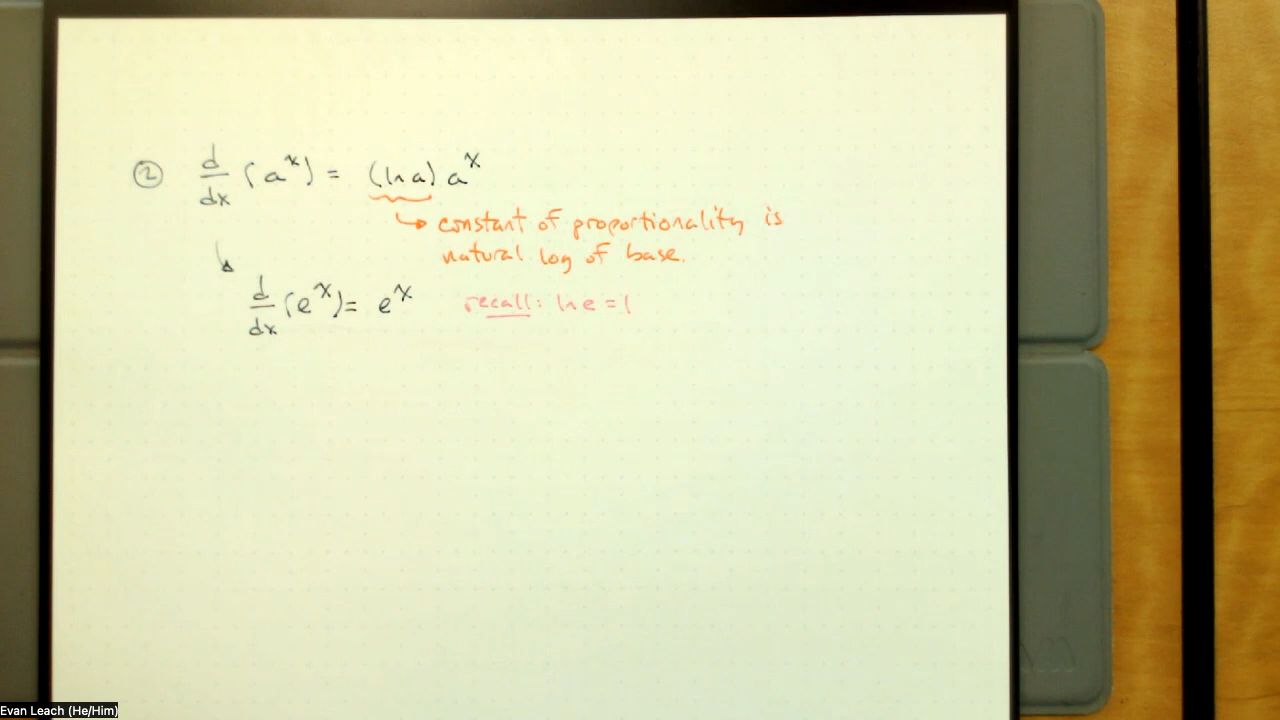 ② d/dx (a^x) = (ln a) a^x
↳ constant of proportionality is
natural log of base.
d/dx (e^x) = e^x recall: ln e = 1
Evan Leach (He/Him)